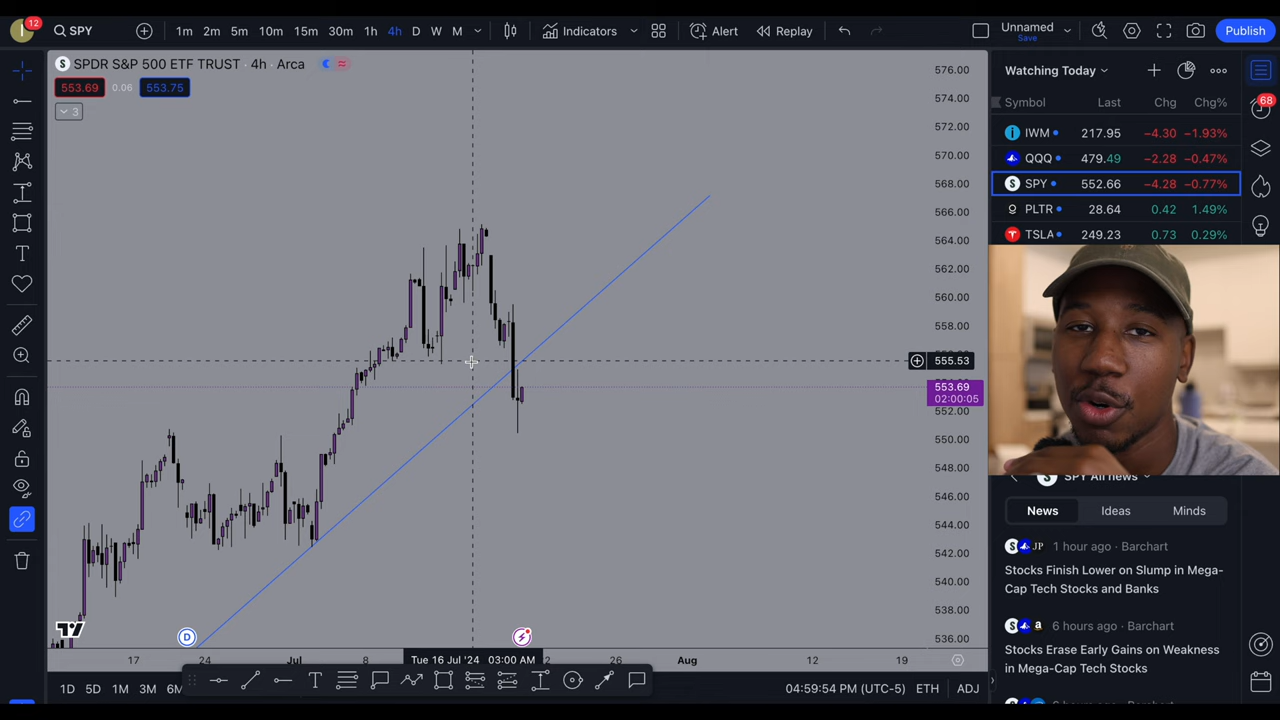 12
I
SPY
1m 2m 5m 10m 15m 30m 1h 4h D W M
Indicators
Alert
Replay
Unnamed
Save
Publish
SPDR S&P 500 ETF TRUST · 4h · Arca
553.69 0.06 553.75
3
576.00
574.00
572.00
570.00
568.00
566.00
564.00
562.00
560.00
558.00
555.53
553.69
02:00:05
552.00
550.00
548.00
546.00
544.00
542.00
540.00
538.00
536.00
Watching Today
Symbol Last Chg Chg%
IWM 217.95 −4.30 −1.93%
QQQ 479.49 −2.28 −0.47%
SPY 552.66 −4.28 −0.77%
PLTR 28.64 0.42 1.49%
TSLA 249.23 0.73 0.29%
68
SPY All news
News Ideas Minds
1 hour ago · Barchart
Stocks Finish Lower on Slump in Mega-
Cap Tech Stocks and Banks
6 hours ago · Barchart
Stocks Erase Early Gains on Weakness
in Mega-Cap Tech Stocks
D
17 24 Jul 8 Tue 16 Jul '24 03:00 AM 2 26 Aug 12 19
1D 5D 1M 3M 6M
04:59:54 PM (UTC-5) ETH ADJ